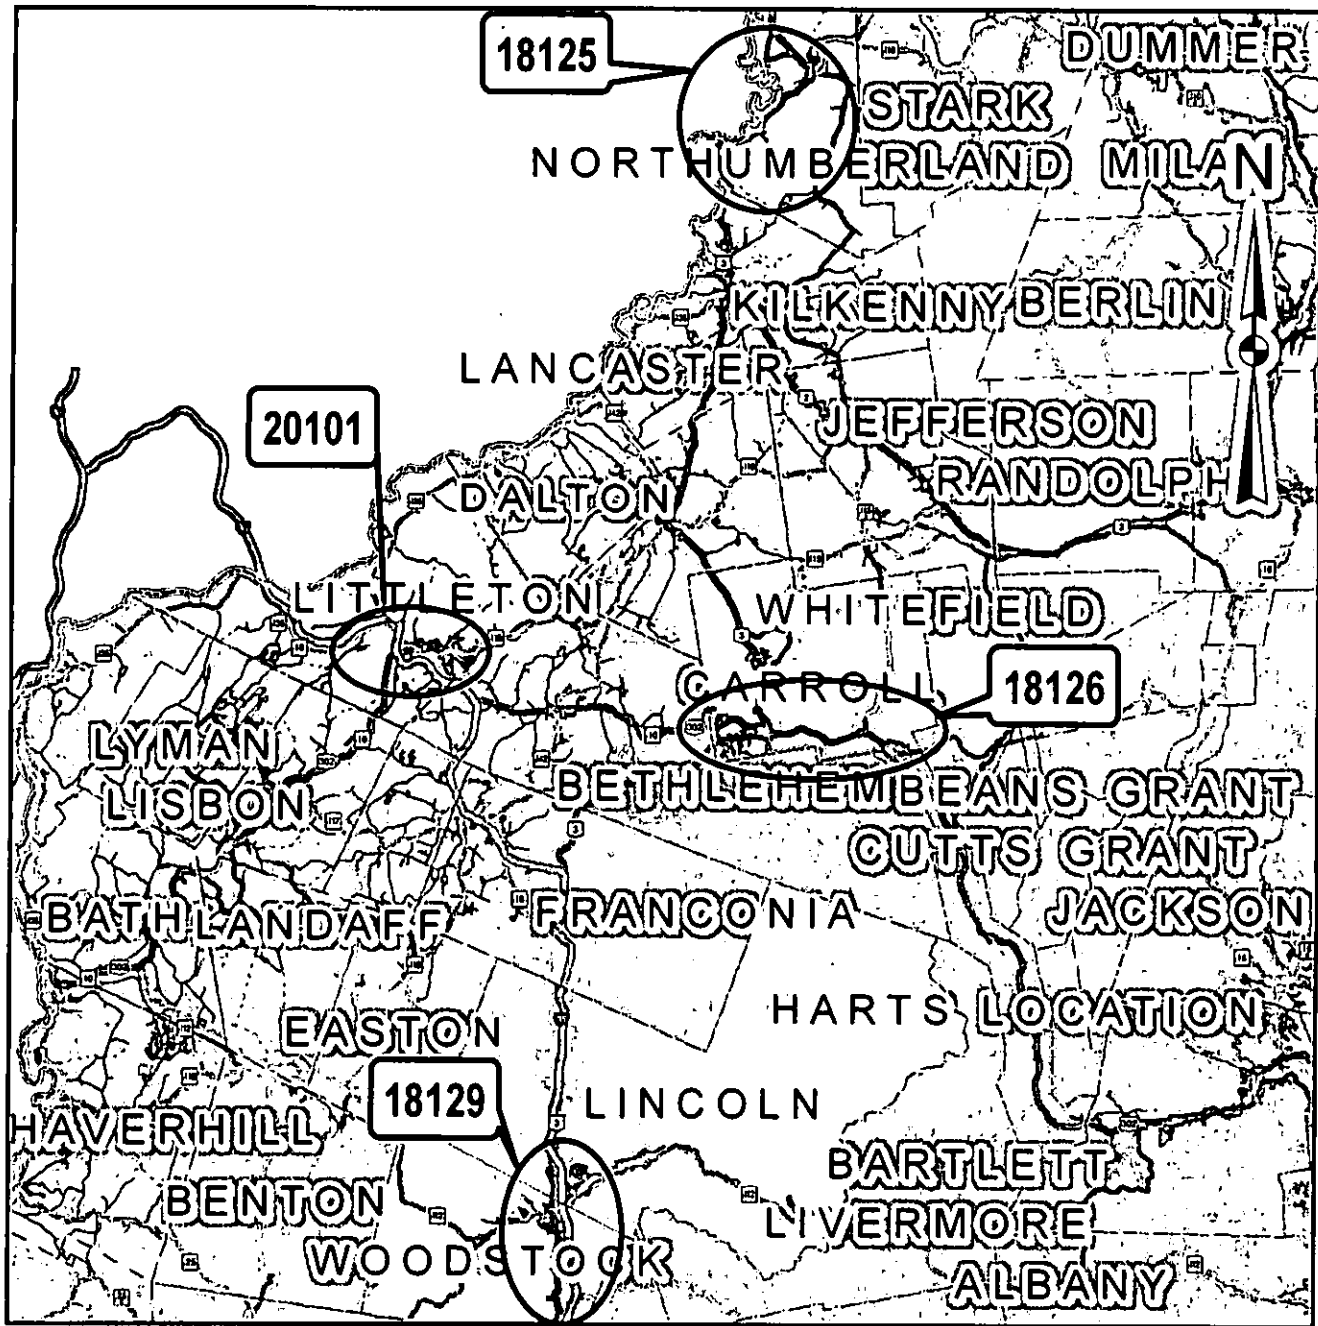 18125
DUMMER
STARK
NORTHUMBERLAND MILAN
N
KILKENNY BERLIN
LANCASTER
20101
JEFFERSON
RANDOLPH
DALTON
LITTLETON
WHITEFIELD
CARROLL
18126
LYMAN
LISBON
BETHLEHEM BEANS GRANT
CUTTS GRANT
BATH LANDAFF FRANCONIA JACKSON
HARTS LOCATION
EASTON
18129
LINCOLN
HAVERHILL
BARTLETT
BENTON
LIVERMORE
WOODSTOCK
ALBANY